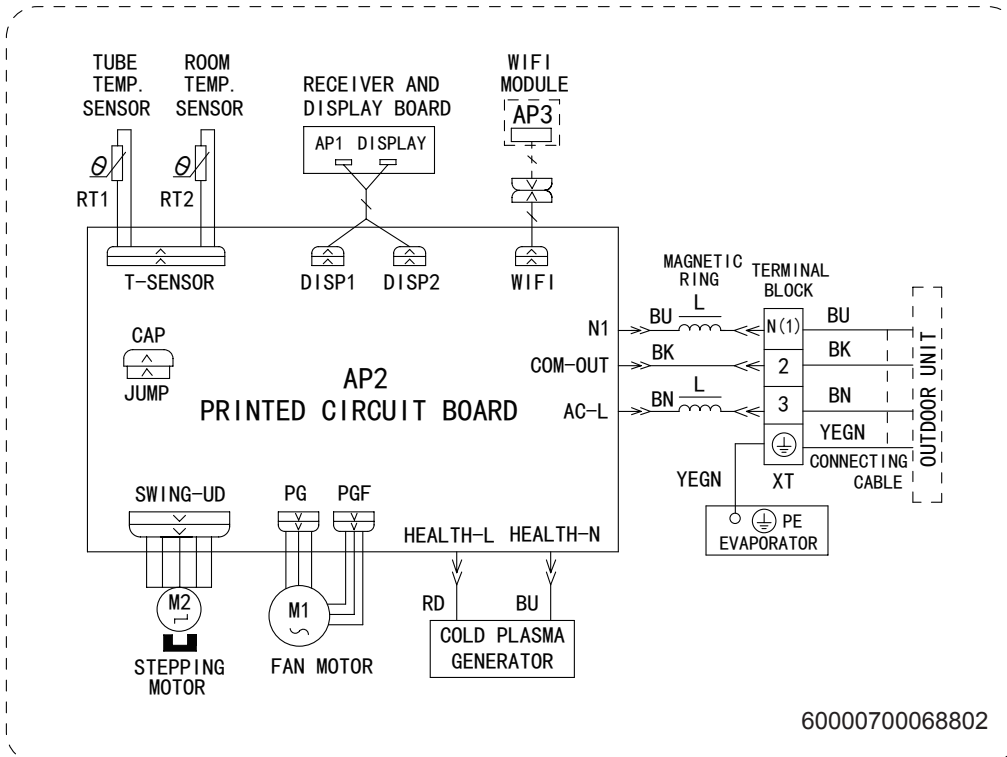 TUBE
TEMP.
SENSOR
ROOM
TEMP.
SENSOR
RECEIVER AND
DISPLAY BOARD
WIFI
MODULE
AP3
AP1 DISPLAY
θ
RT1
θ
RT2
T-SENSOR
DISP1
DISP2
WIFI
MAGNETIC
RING
TERMINAL
BLOCK
CAP
JUMP
AP2
PRINTED CIRCUIT BOARD
N1
BU
L
N(1)
BU
COM-OUT
BK
2
BK
AC-L
BN
L
3
BN
YEGN
YEGN
XT
CONNECTING
CABLE
OUTDOOR UNIT
PE
EVAPORATOR
SWING-UD
PG
PGF
HEALTH-L
HEALTH-N
M2
M1
RD
BU
STEPPING
MOTOR
FAN MOTOR
COLD PLASMA
GENERATOR
60000700068802